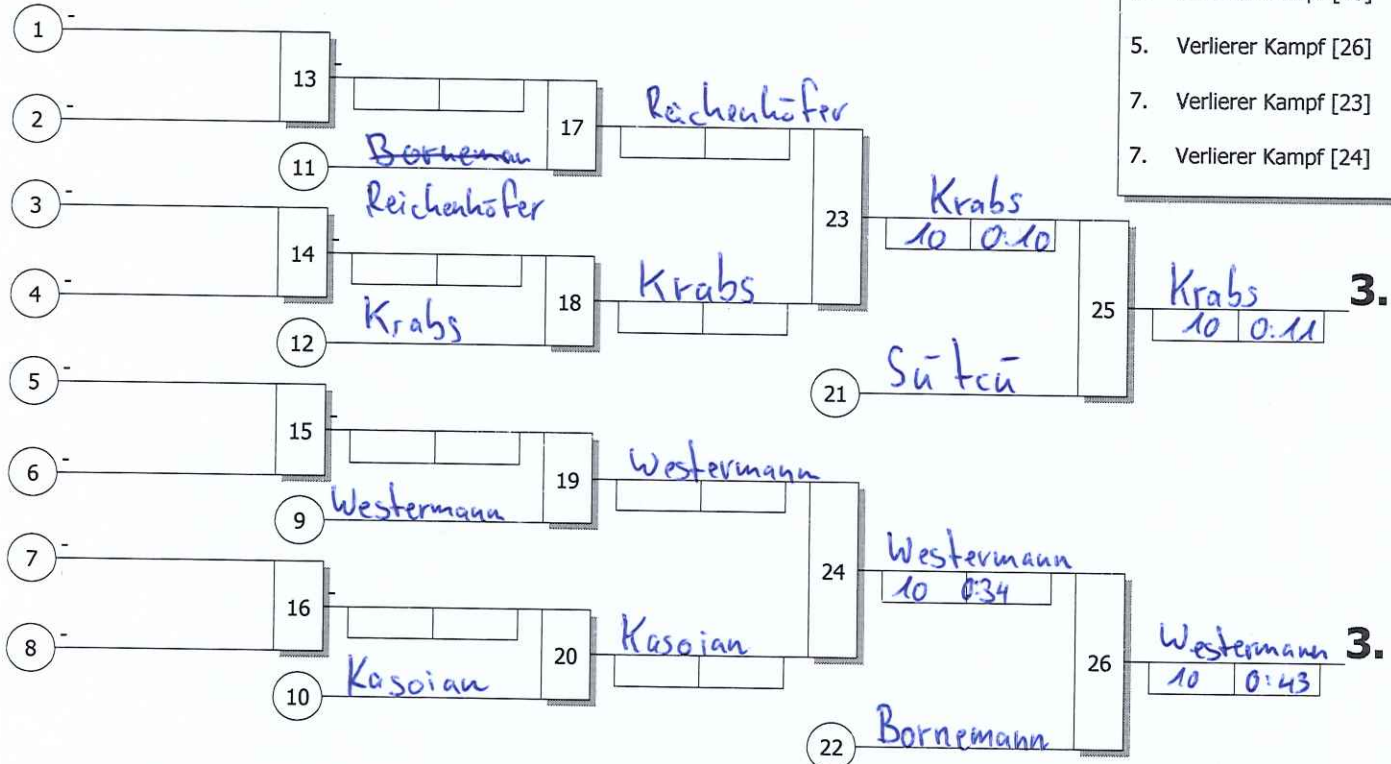 5. Verlierer Kampf [26]
7. Verlierer Kampf [23]
7. Verlierer Kampf [24]
1 -
13 -
2 -
17
Reichenhöfer
11 Borneman
Reichenhöfer
3 -
14 -
4 -
18
Krabs
12 Krabs
23
Krabs
10 0:10
21 Sütcü
25
Krabs
10 0:11
3.
5 -
15 -
6 -
19
Westermann
9 Westermann
7 -
16 -
8 -
20
Kasoian
10 Kasoian
24
Westermann
10 0:34
22 Bornemann
26
Westermann
10 0:43
3.